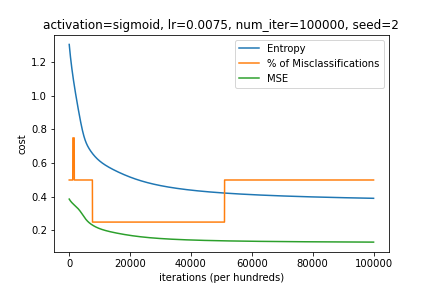 activation=sigmoid, lr=0.0075, num_iter=100000, seed=2
Entropy
% of Misclassifications
MSE
cost
1.2
1.0
0.8
0.6
0.4
0.2
0 20000 40000 60000 80000 100000
iterations (per hundreds)